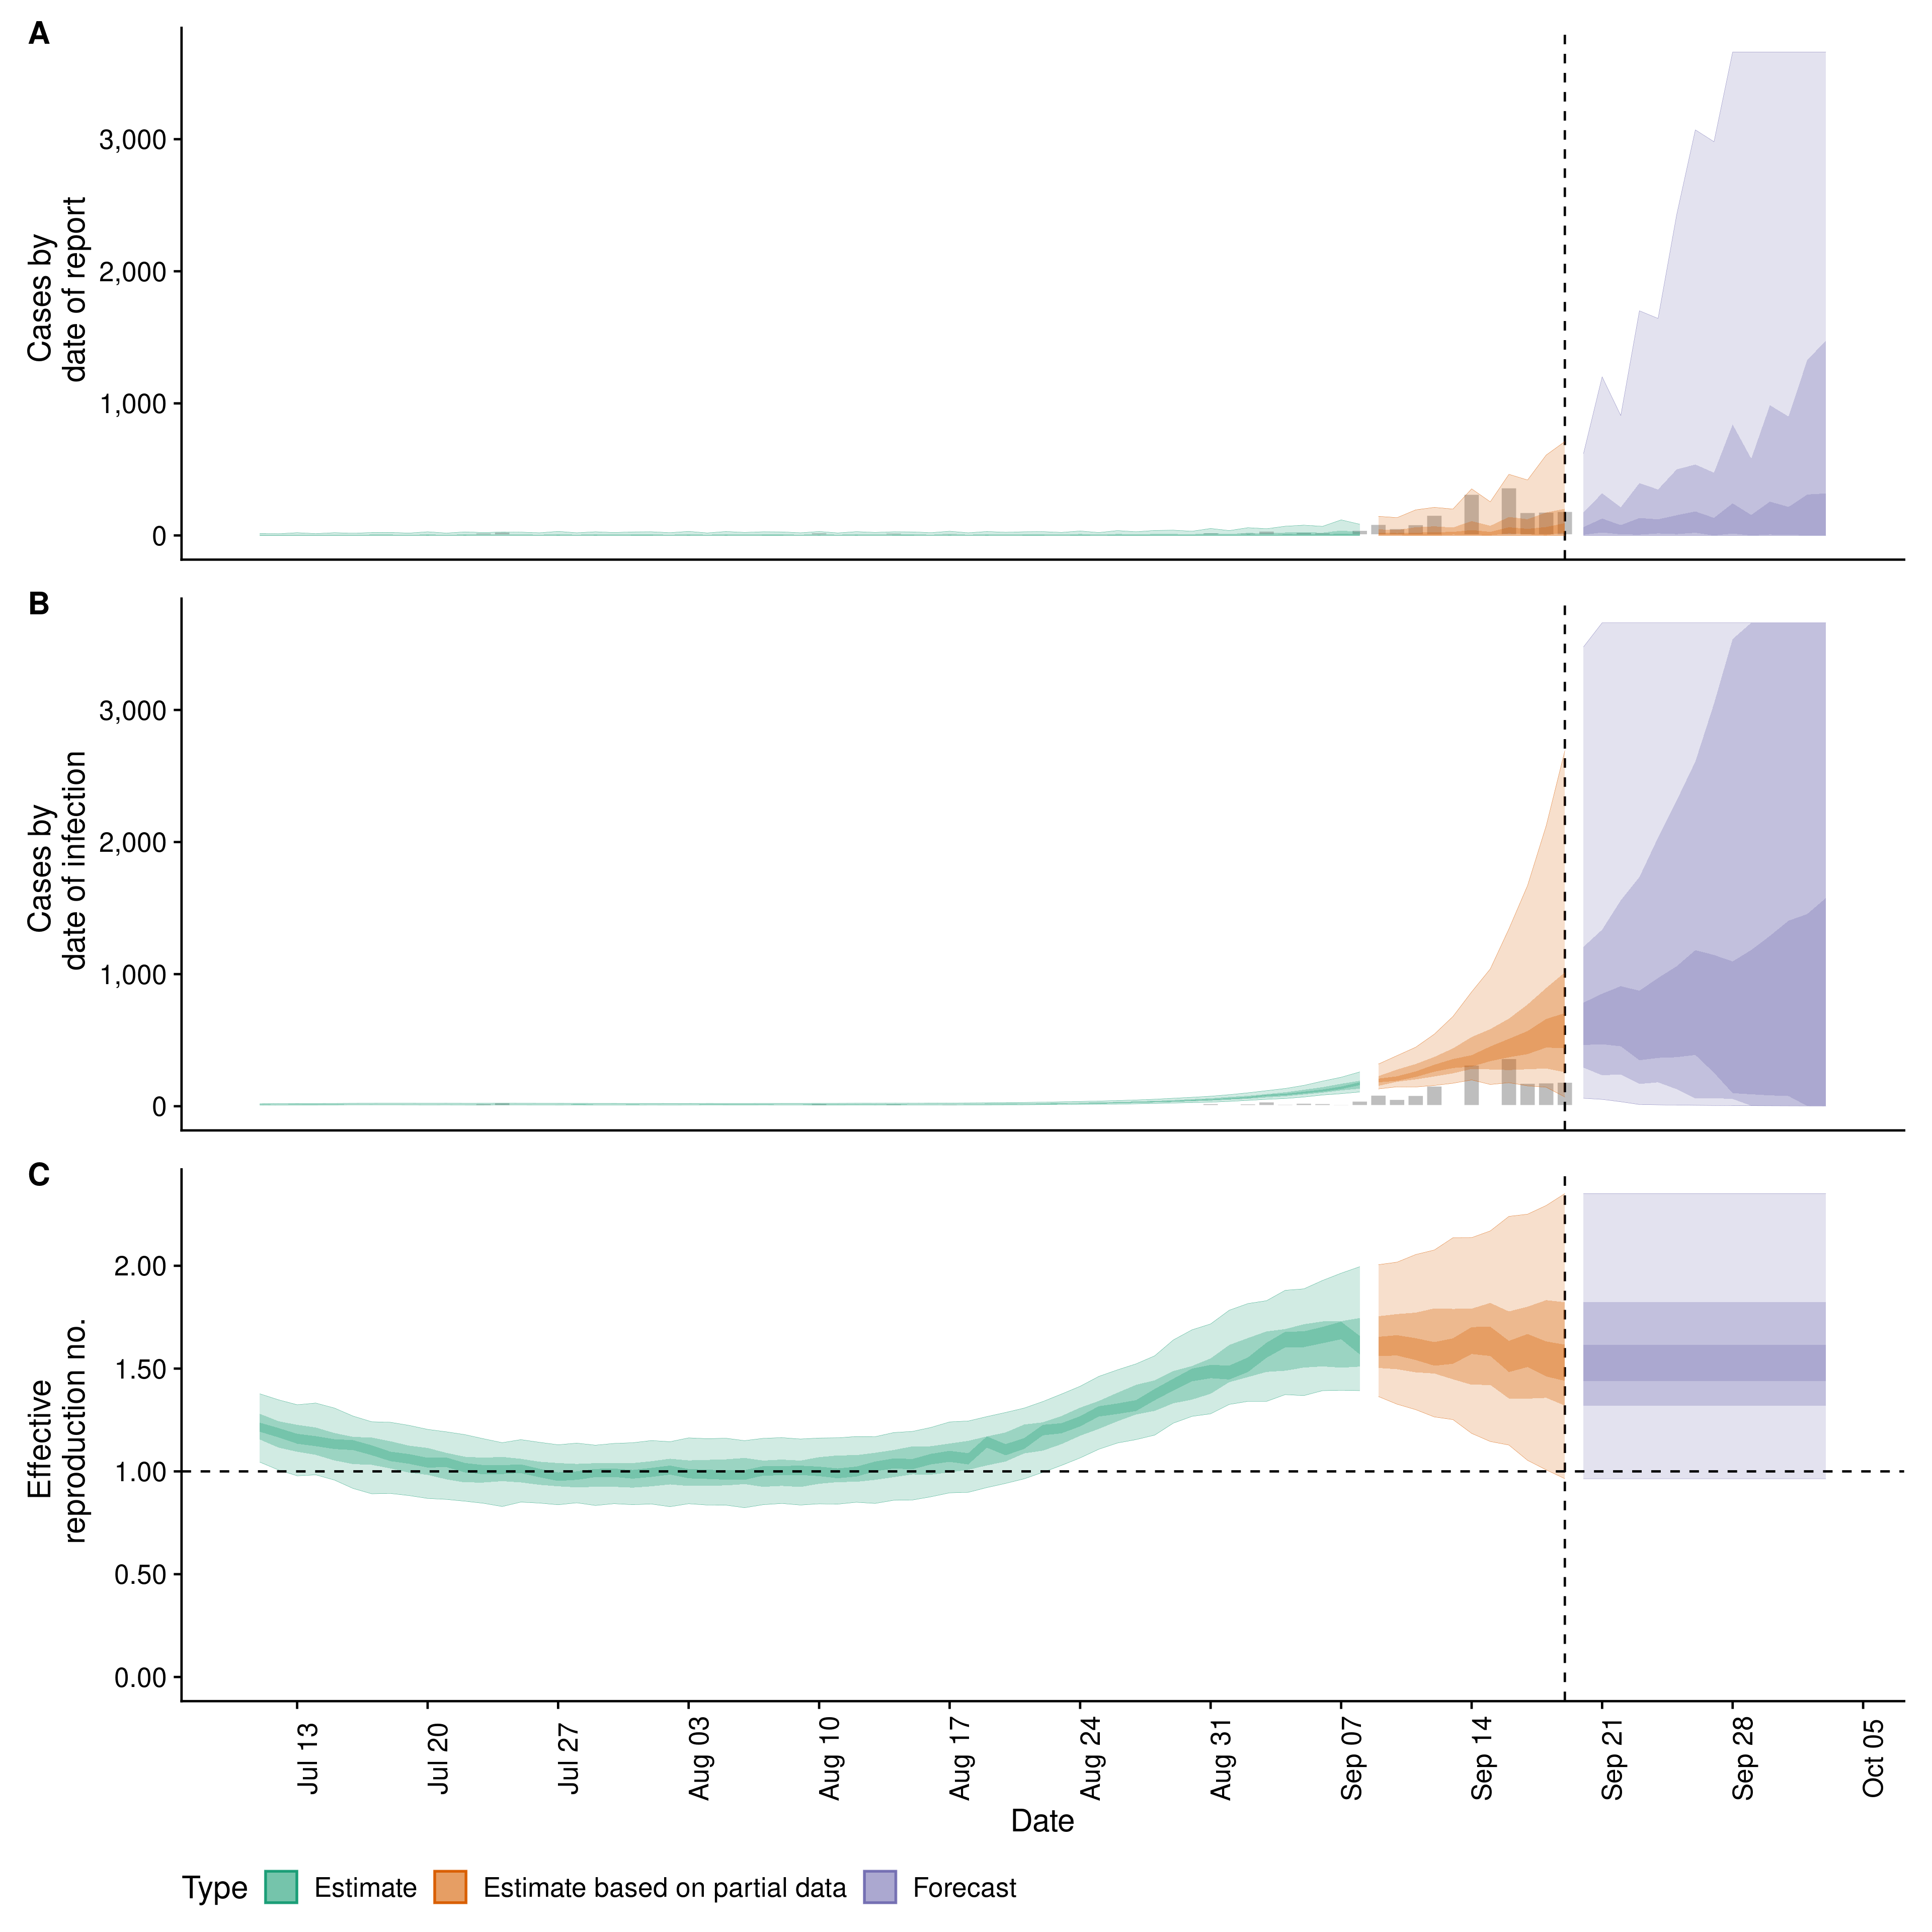 A
Cases by
date of report
3,000
2,000
1,000
0
B
Cases by
date of infection
3,000
2,000
1,000
0
C
Effective
reproduction no.
2.00
1.50
1.00
0.50
0.00
Jul 13
Jul 20
Jul 27
Aug 03
Aug 10
Aug 17
Aug 24
Aug 31
Sep 07
Sep 14
Sep 21
Sep 28
Oct 05
Date
Type Estimate Estimate based on partial data Forecast